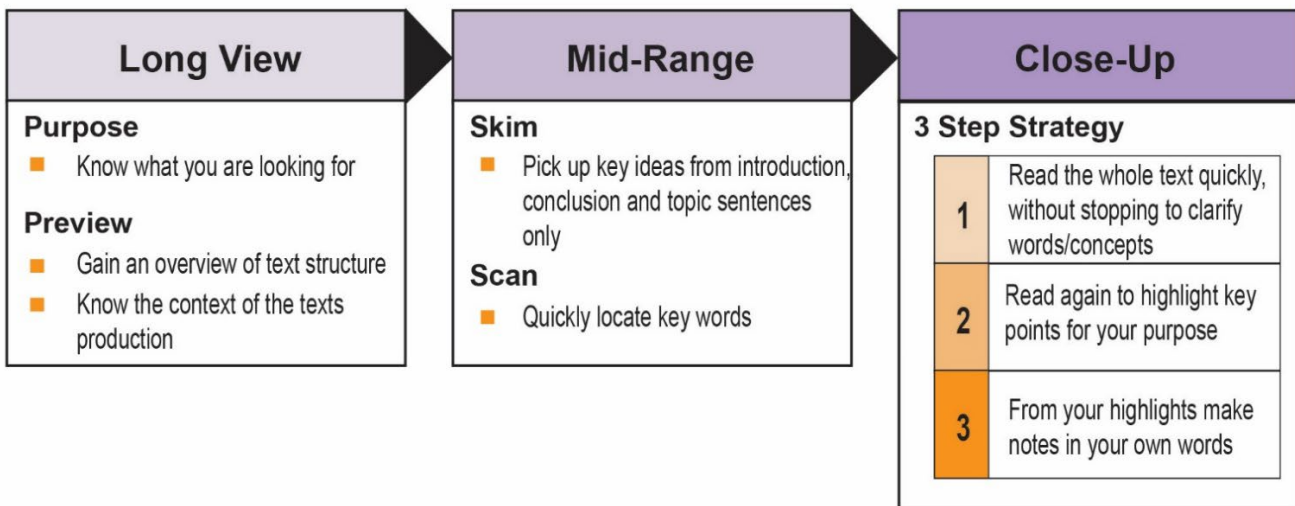 Long View
Purpose
Know what you are looking for
Preview
Gain an overview of text structure
Know the context of the texts
production
Mid-Range
Skim
Pick up key ideas from introduction,
conclusion and topic sentences
only
Scan
Quickly locate key words
Close-Up
3 Step Strategy
1
Read the whole text quickly,
without stopping to clarify
words/concepts
2
Read again to highlight key
points for your purpose
3
From your highlights make
notes in your own words